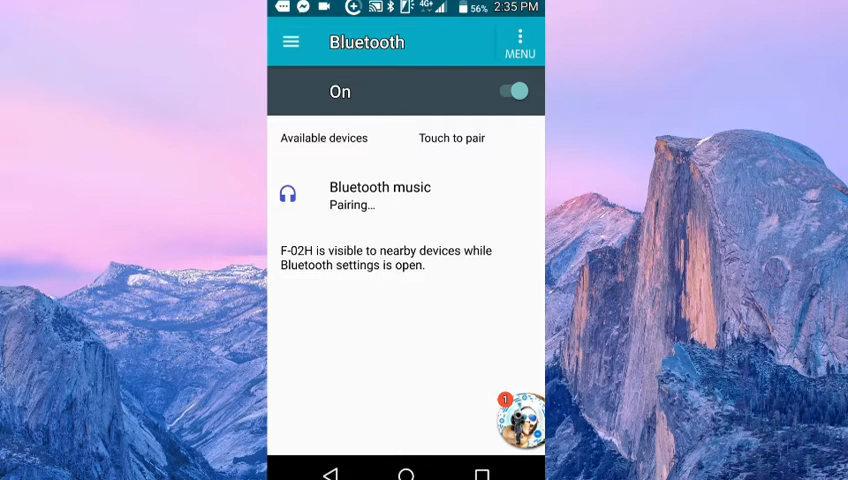 4G+ 56% 2:35 PM
Bluetooth
MENU
On
Available devices Touch to pair
Bluetooth music
Pairing...
F-02H is visible to nearby devices while
Bluetooth settings is open.
1